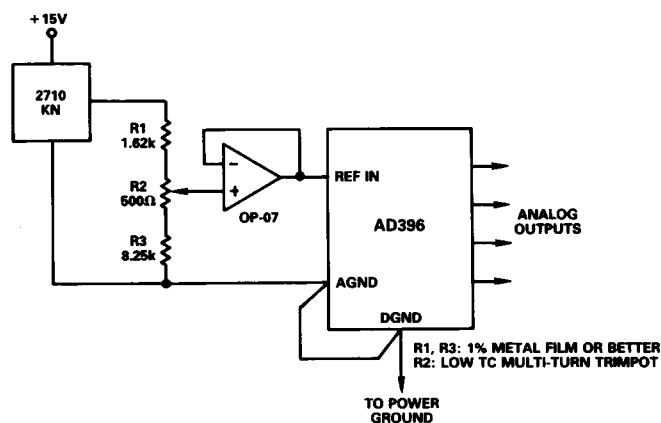 +15V
2710
KN
R1
1.62k
R2
500Ω
R3
8.25k
−
+
OP-07
REF IN
AD396
AGND
DGND
ANALOG
OUTPUTS
R1, R3: 1% METAL FILM OR BETTER
R2: LOW TC MULTI-TURN TRIMPOT
TO POWER
GROUND